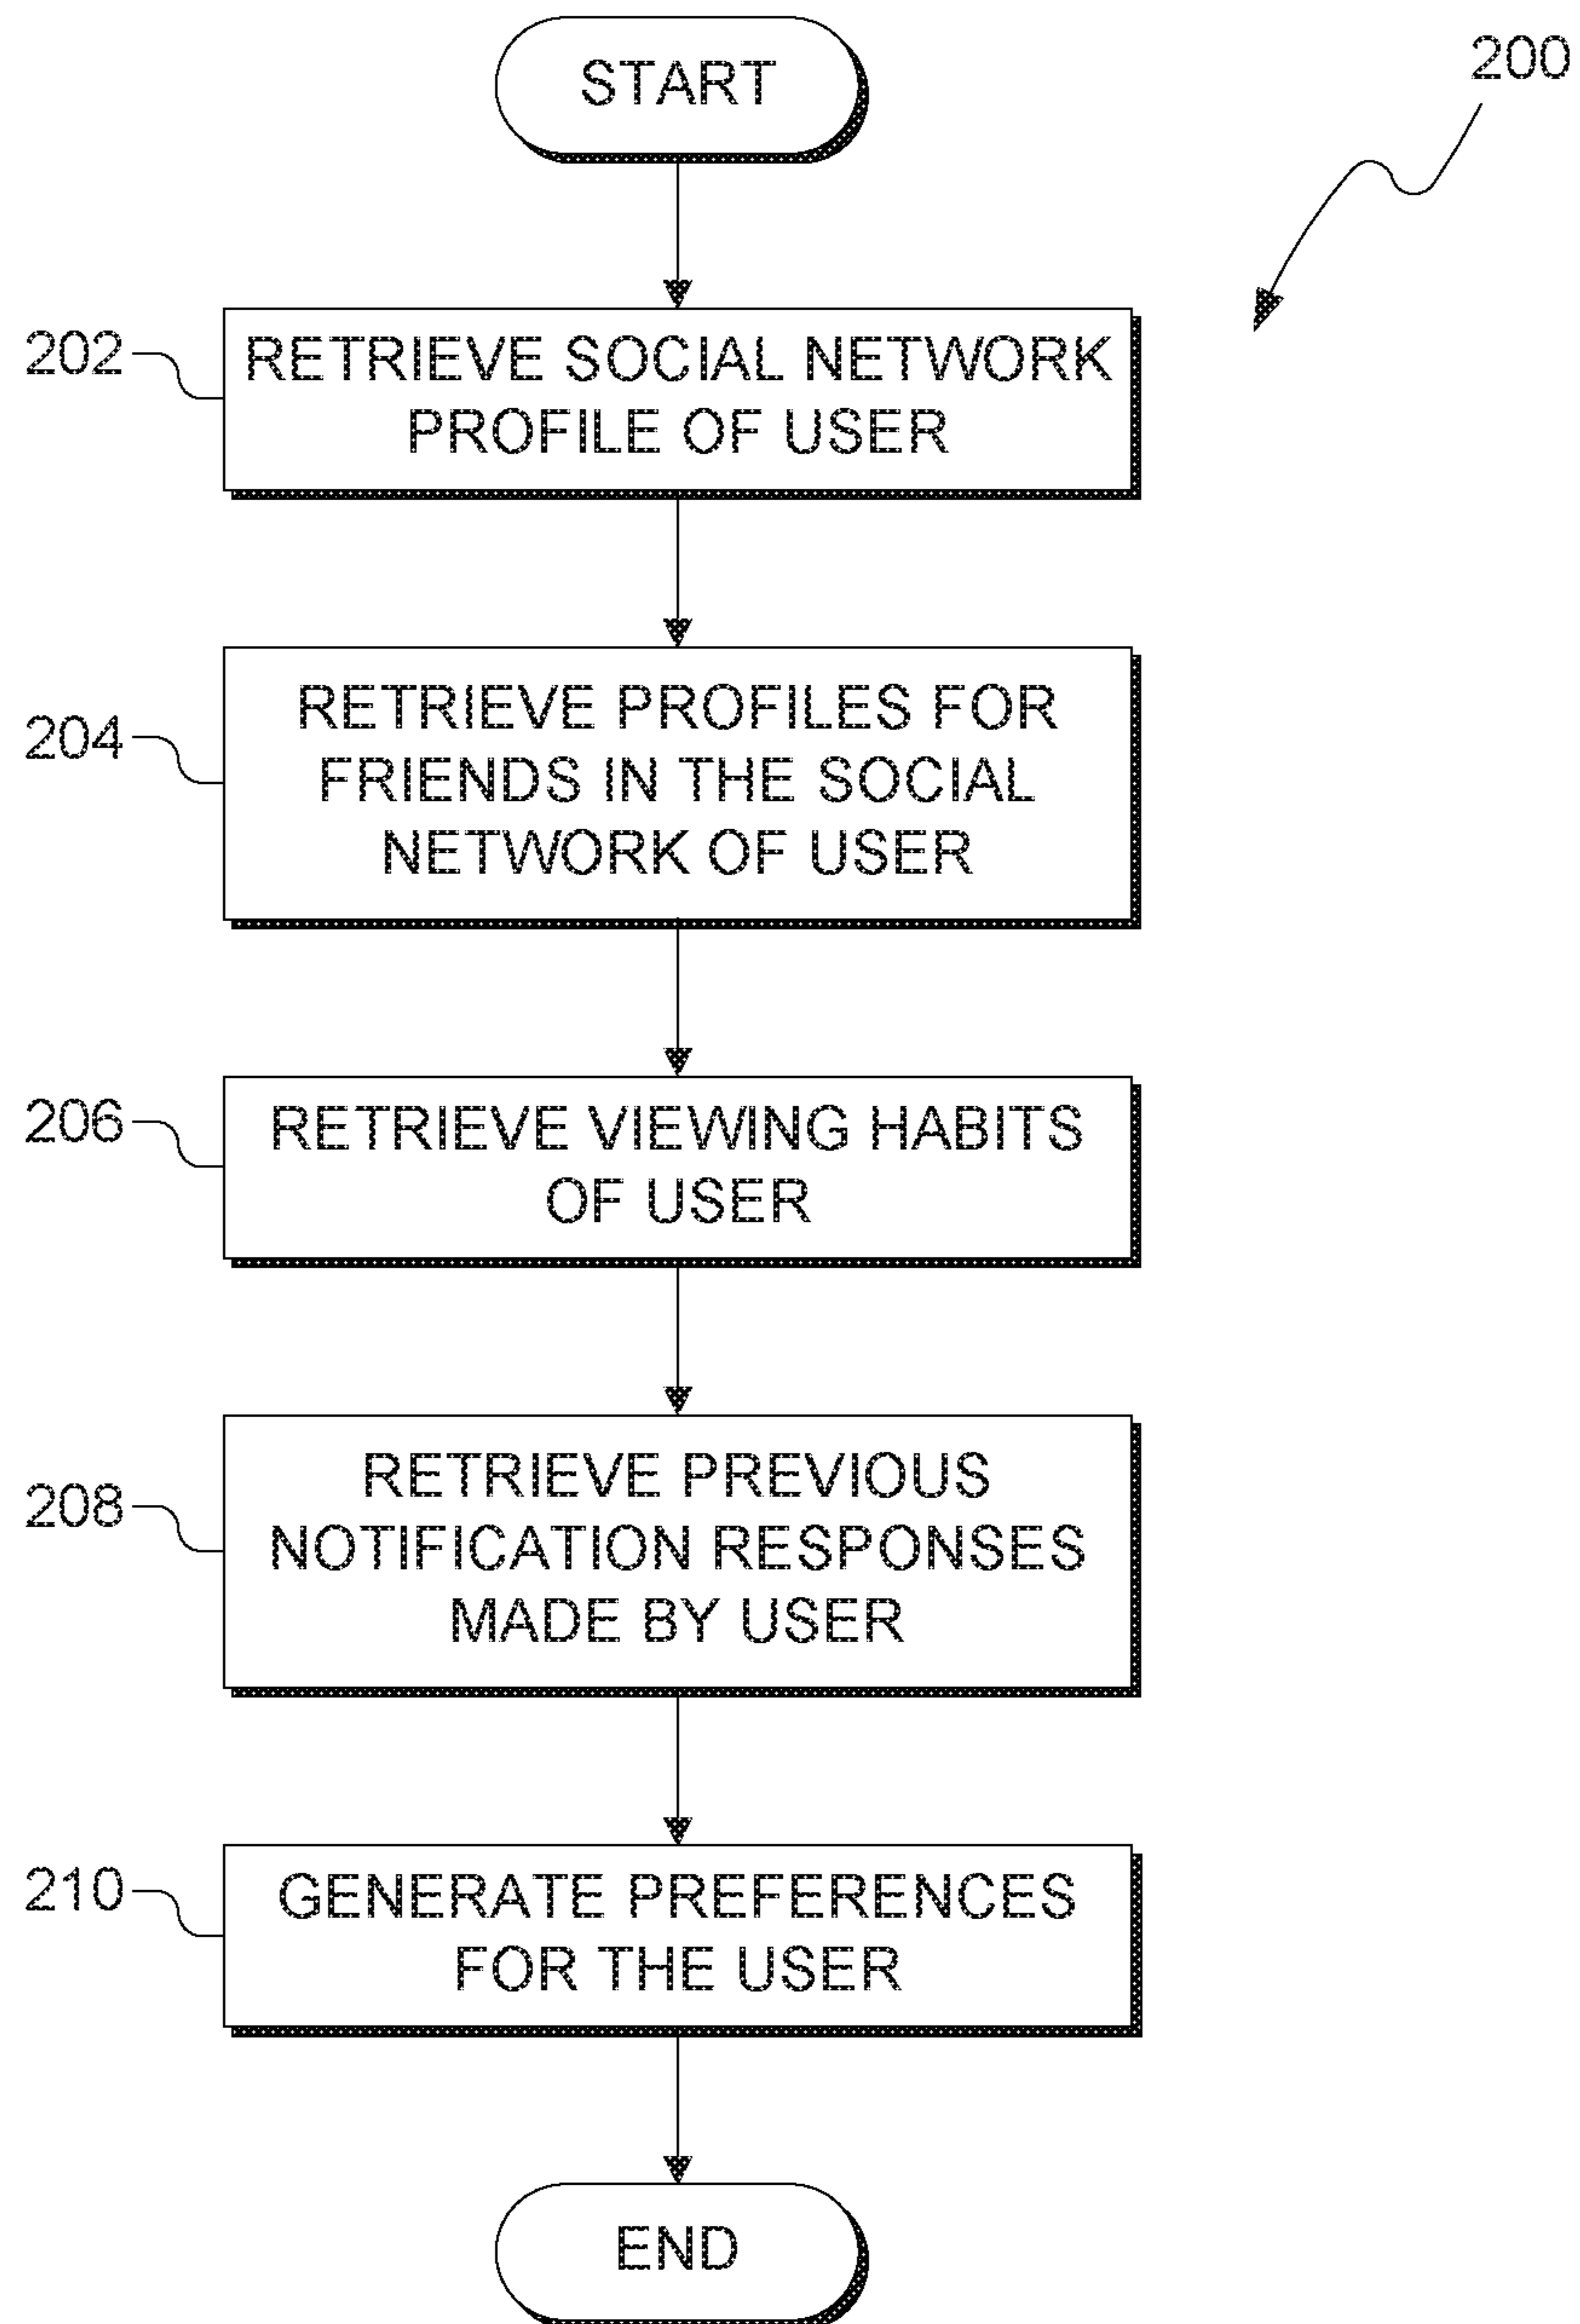 START
200
202
RETRIEVE SOCIAL NETWORK
PROFILE OF USER
204
RETRIEVE PROFILES FOR
FRIENDS IN THE SOCIAL
NETWORK OF USER
206
RETRIEVE VIEWING HABITS
OF USER
208
RETRIEVE PREVIOUS
NOTIFICATION RESPONSES
MADE BY USER
210
GENERATE PREFERENCES
FOR THE USER
END